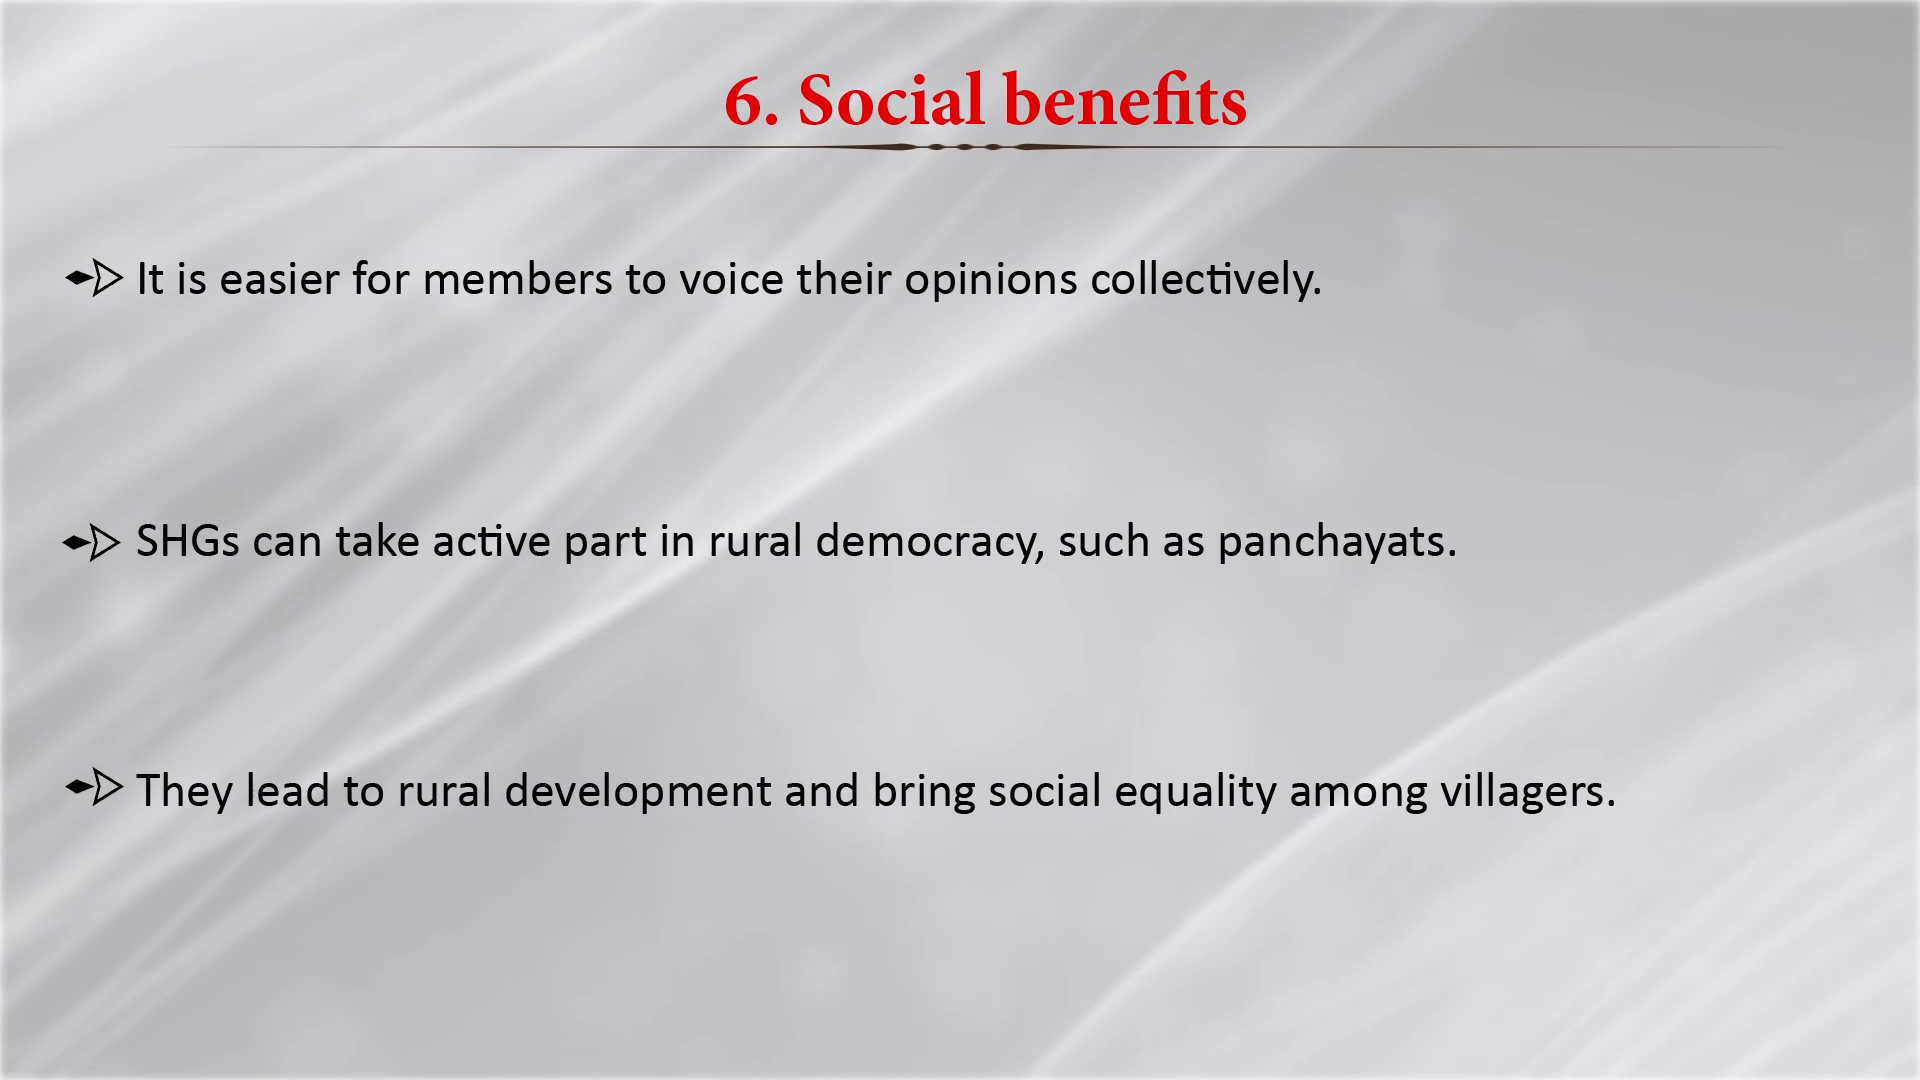 6. Social benefits
It is easier for members to voice their opinions collectively.
SHGs can take active part in rural democracy, such as panchayats.
They lead to rural development and bring social equality among villagers.